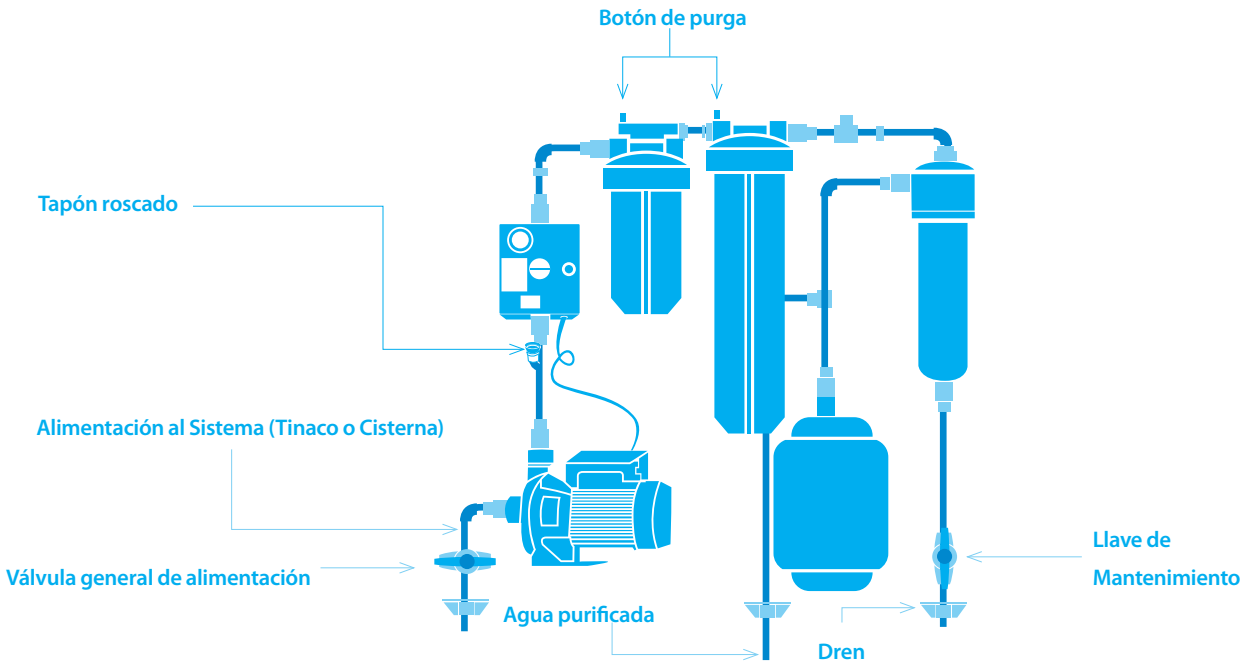 Botón de purga
Tapón roscado
Alimentación al Sistema (Tinaco o Cisterna)
Válvula general de alimentación
Agua purificada
Dren
Llave de
Mantenimiento